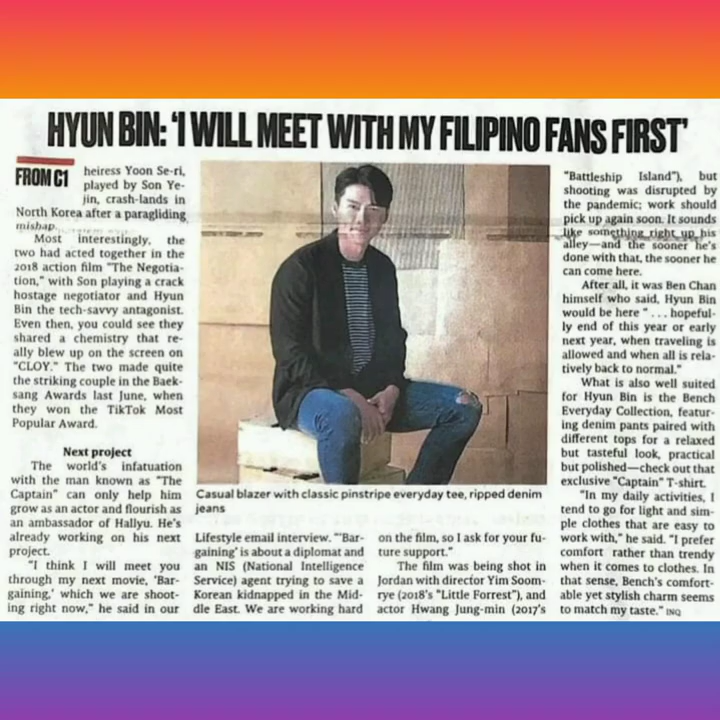 HYUN BIN: 'I WILL MEET WITH MY FILIPINO FANS FIRST'
FROM C1
heiress Yoon Se-ri,
played by Son Ye-
jin, crash-lands in
North Korea after a paragliding
mishap.
Most interestingly, the
two had acted together in the
2018 action film "The Negotia-
tion," with Son playing a crack
hostage negotiator and Hyun
Bin the tech-savvy antagonist.
Even then, you could see they
shared a chemistry that re-
ally blew up on the screen on
"CLOY." The two made quite
the striking couple in the Baek-
sang Awards last June, when
they won the TikTok Most
Popular Award.
Next project
The world's infatuation
with the man known as "The
Captain" can only help him
grow as an actor and flourish as
an ambassador of Hallyu. He's
already working on his next
project.
"I think I will meet you
through my next movie, 'Bar-
gaining,' which we are shoot-
ing right now," he said in our
Casual blazer with classic pinstripe everyday tee, ripped denim
jeans
Lifestyle email interview. "'Bar-
gaining' is about a diplomat and
an NIS (National Intelligence
Service) agent trying to save a
Korean kidnapped in the Mid-
dle East. We are working hard
on the film, so I ask for your fu-
ture support."
The film was being shot in
Jordan with director Yim Soom-
rye (2018's "Little Forrest"), and
actor Hwang Jung-min (2017's
"Battleship Island"), but
shooting was disrupted by
the pandemic; work should
pick up again soon. It sounds
like something right up his
alley—and the sooner he's
done with that, the sooner he
can come here.
After all, it was Ben Chan
himself who said, Hyun Bin
would be here " . . . hopeful-
ly end of this year or early
next year, when traveling is
allowed and when all is rela-
tively back to normal."
What is also well suited
for Hyun Bin is the Bench
Everyday Collection, featur-
ing denim pants paired with
different tops for a relaxed
but tasteful look, practical
but polished—check out that
exclusive "Captain" T-shirt.
"In my daily activities, I
tend to go for light and sim-
ple clothes that are easy to
work with," he said. "I prefer
comfort rather than trendy
when it comes to clothes. In
that sense, Bench's comfort-
able yet stylish charm seems
to match my taste." INQ